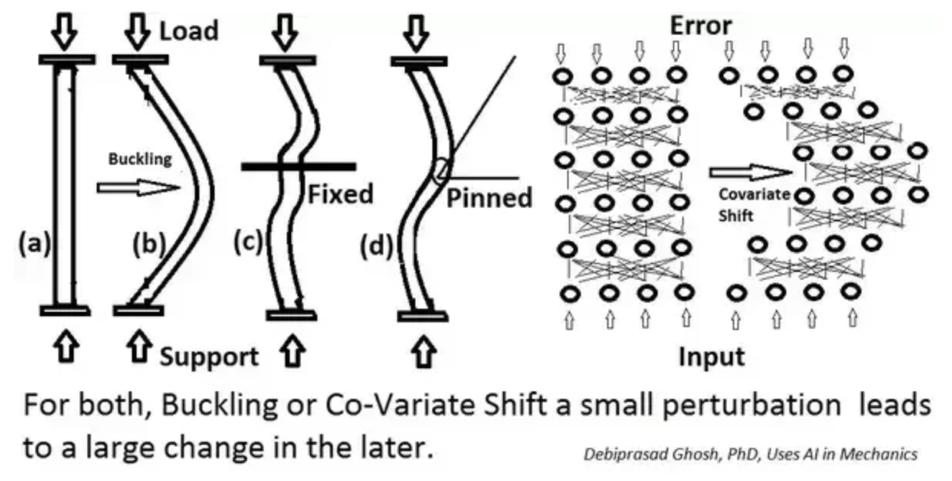 Load
Error
Buckling
Fixed
Pinned
Covariate
Shift
(a)
(b)
(c)
(d)
Support
Input
For both, Buckling or Co-Variate Shift a small perturbation leads
to a large change in the later.
Debiprasad Ghosh, PhD, Uses AI in Mechanics